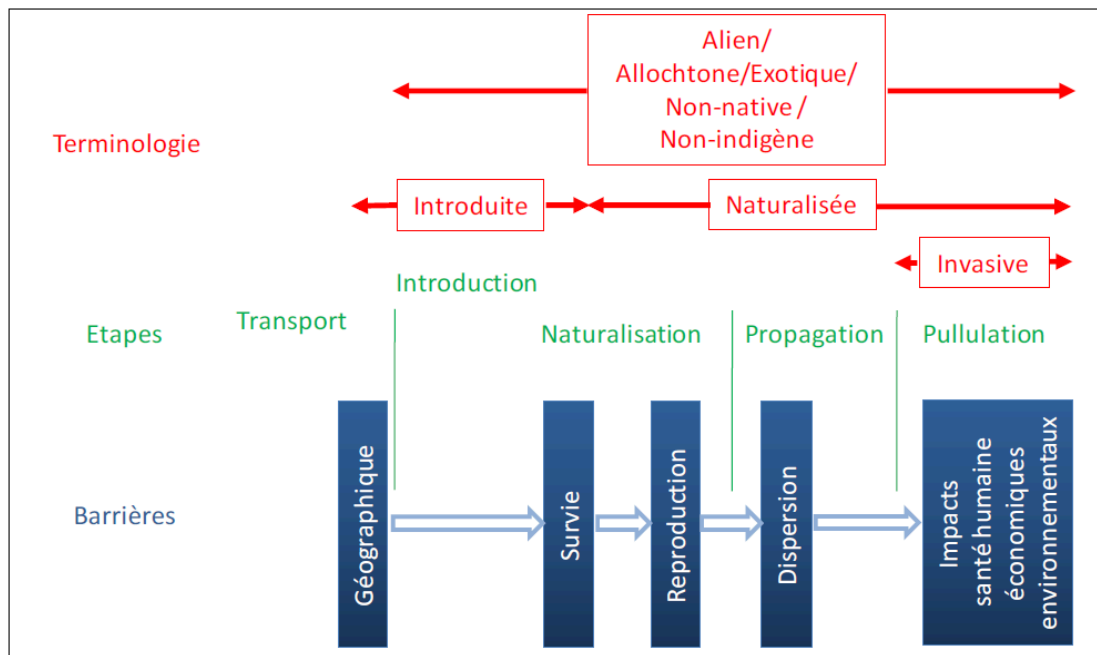 Alien/
Allochtone/Exotique/
Non-native /
Non-indigène
Terminologie
Introduite
Naturalisée
Invasive
Introduction
Transport
Etapes
Naturalisation
Propagation
Pullulation
Barrières
Géographique
Survie
Reproduction
Dispersion
Impacts
santé humaine
économiques
environnementaux